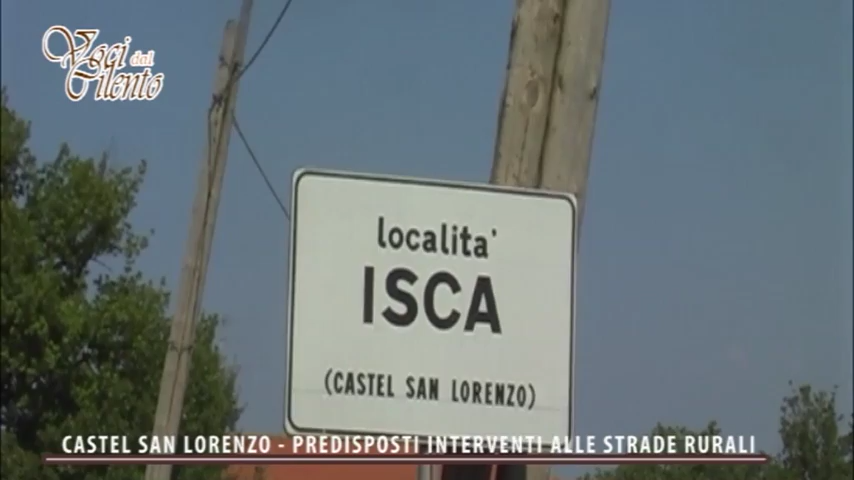 Voci dal
Cilento
localita'
ISCA
(CASTEL SAN LORENZO)
CASTEL SAN LORENZO - PREDISPOSTI INTERVENTI ALLE STRADE RURALI